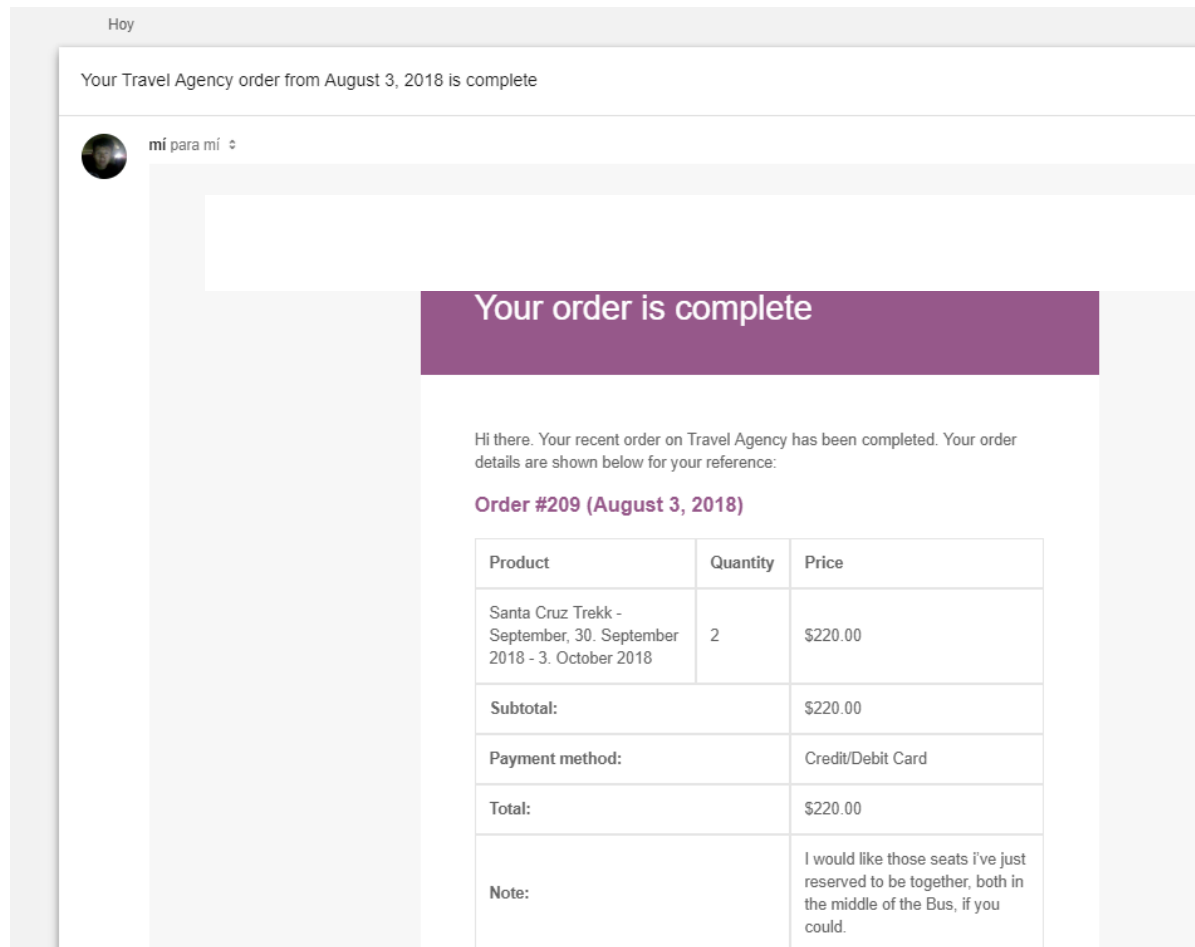 Hoy
Your Travel Agency order from August 3, 2018 is complete
mí para mí
Your order is complete
Hi there. Your recent order on Travel Agency has been completed. Your order
details are shown below for your reference:
Order #209 (August 3, 2018)
Product Quantity Price
Santa Cruz Trekk -
September, 30. September
2018 - 3. October 2018
2
$220.00
Subtotal: $220.00
Payment method: Credit/Debit Card
Total: $220.00
Note:
I would like those seats i've just
reserved to be together, both in
the middle of the Bus, if you
could.